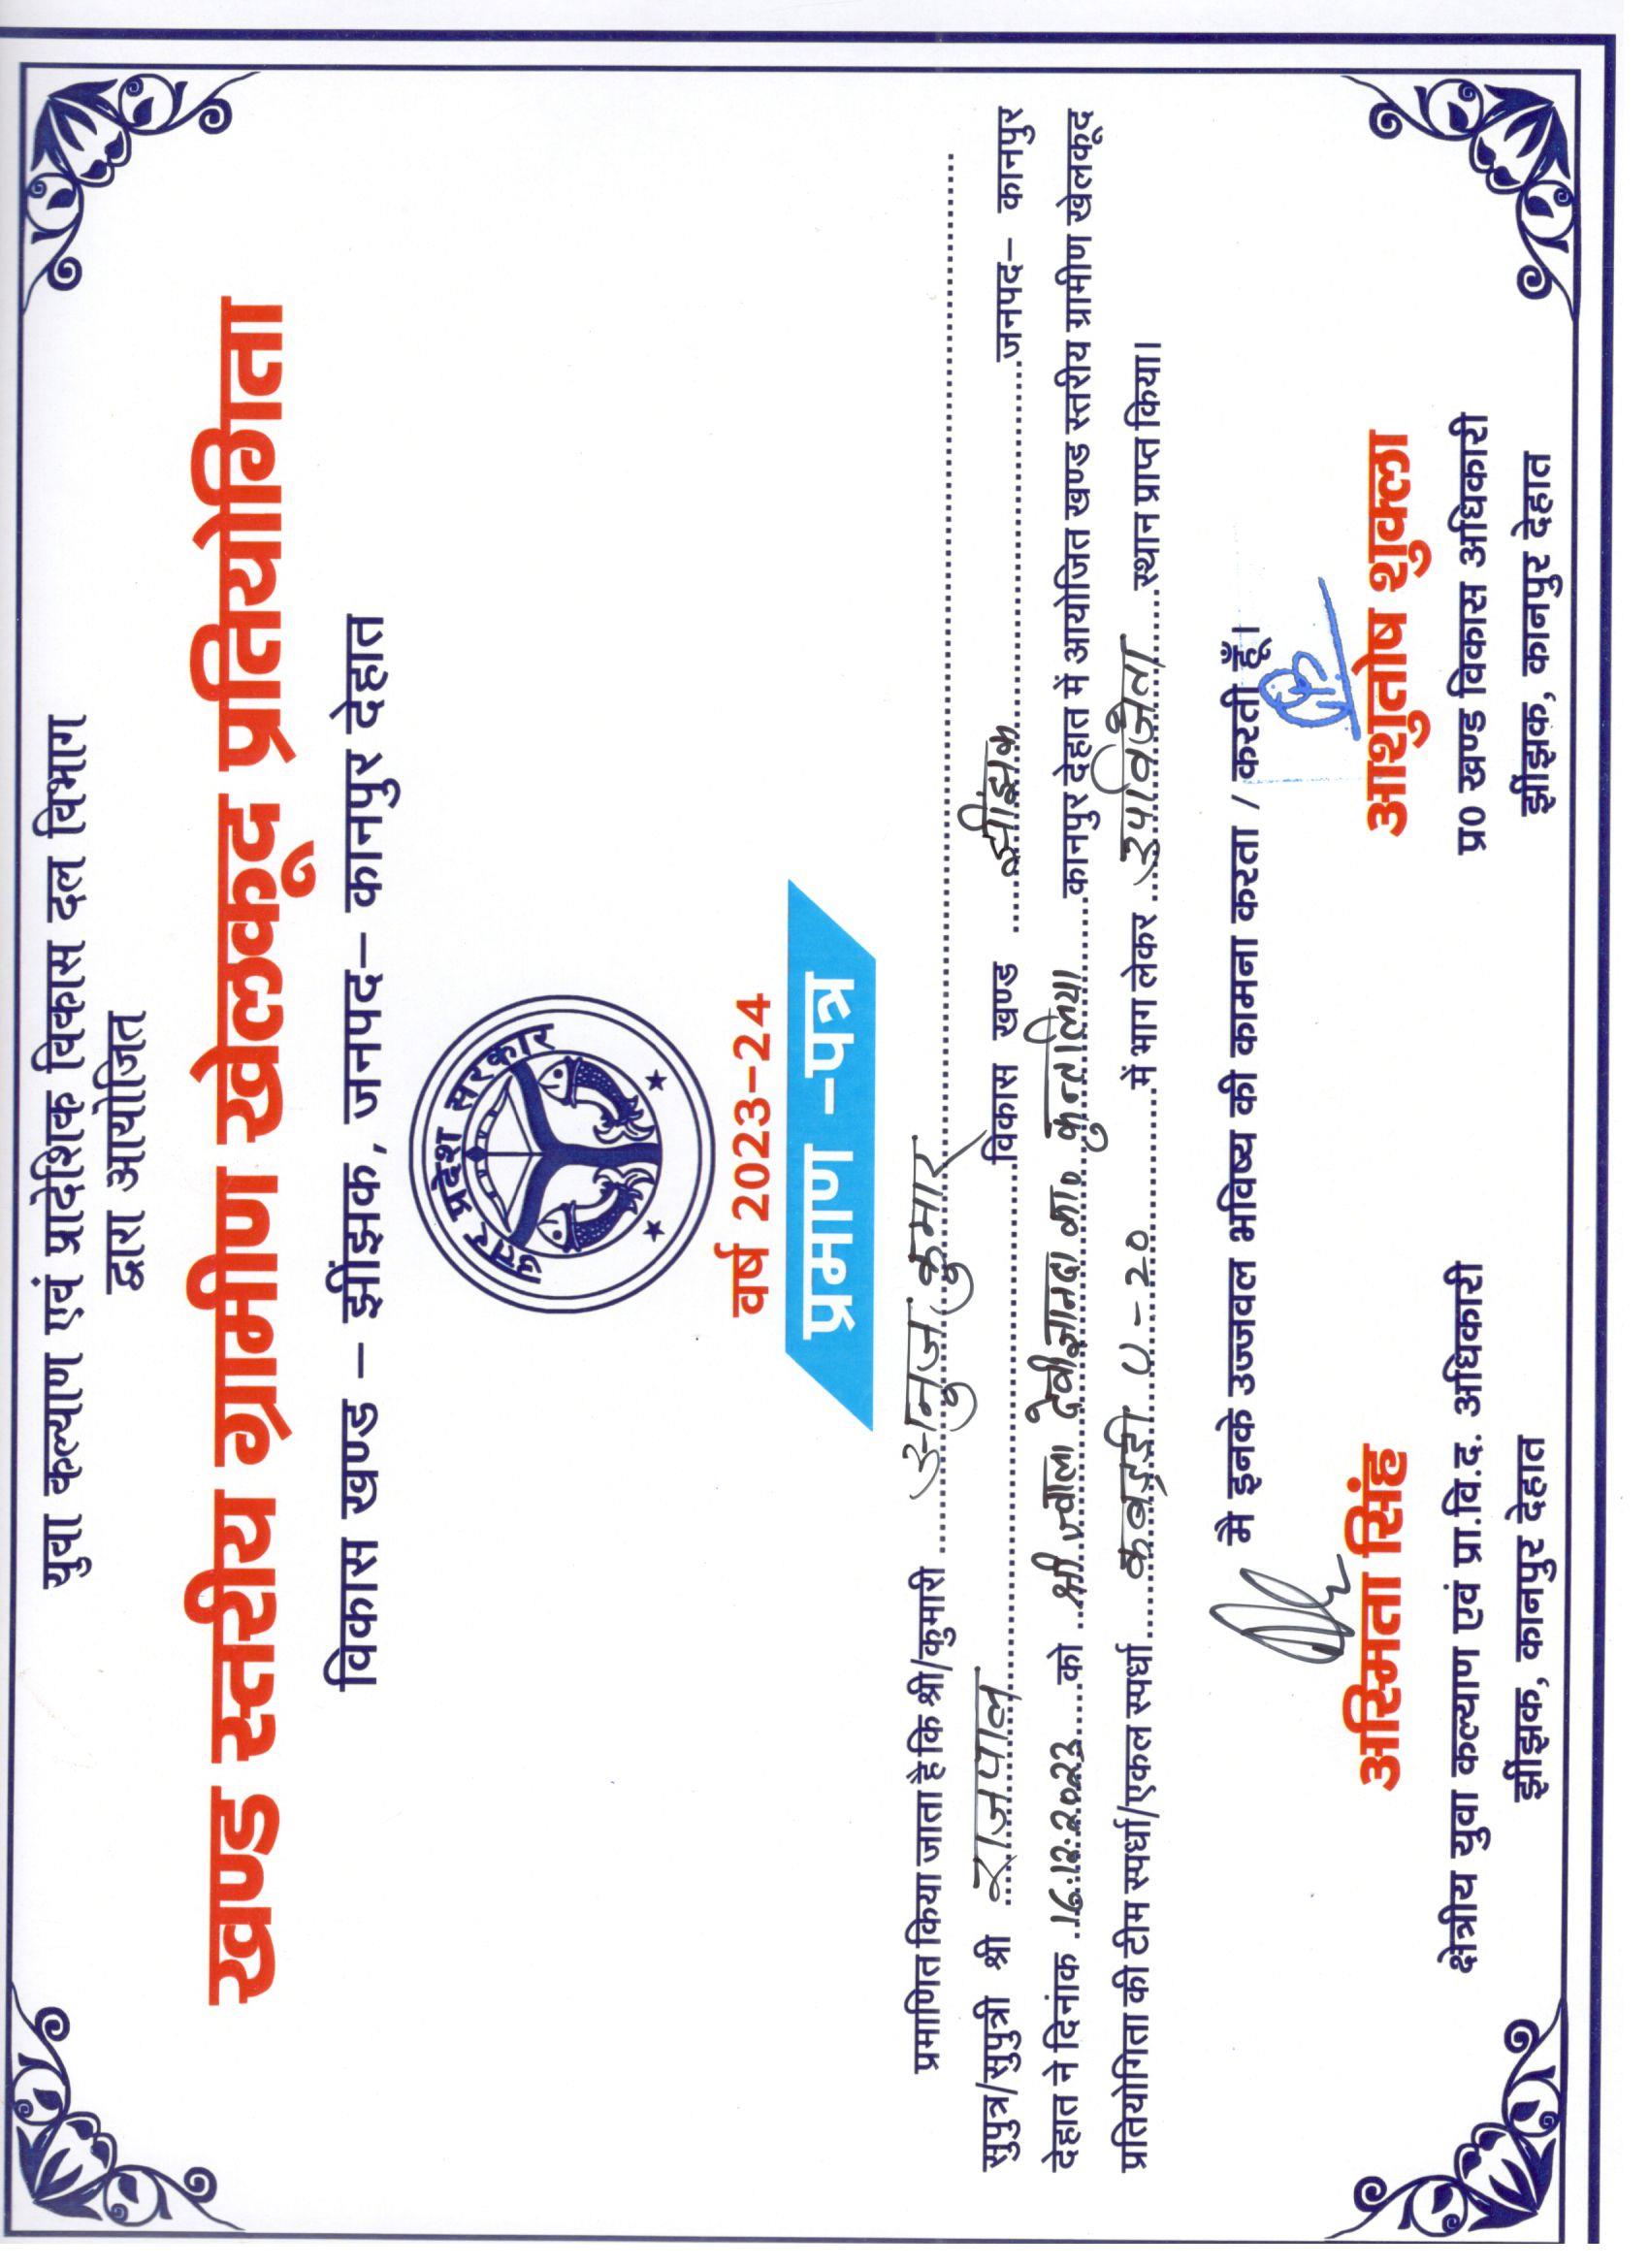 युवा कल्याण एवं प्रादेशिक विकास दल विभाग
द्वारा आयोजित
खण्ड स्तरीय ग्रामीण खेलकूद प्रतियोगिता
विकास खण्ड – झींझक, जनपद– कानपुर देहात
उत्तर प्रदेश सरकार
वर्ष 2023–24
प्रमाण –पत्र
प्रमाणित किया जाता है कि श्री/कुमारी अनुज कुमार
सुपुत्र/सुपुत्री श्री राजपाल विकास खण्ड झींझक जनपद– कानपुर
देहात ने दिनांक 16.12.2023 को श्री ज्वाला देवी का० कुन्तलिया कानपुर देहात में आयोजित खण्ड स्तरीय ग्रामीण खेलकूद
प्रतियोगिता की टीम स्पर्धा/एकल स्पर्धा कबड्डी U-20 में भाग लेकर उपविजेता स्थान प्राप्त किया।
मै इनके उज्जवल भविष्य की कामना करता / करती हूँ।
अस्मिता सिंह
आशुतोष शुक्ला
क्षेत्रीय युवा कल्याण एवं प्रा.वि.द. अधिकारी
प्र0 खण्ड विकास अधिकारी
झींझक, कानपुर देहात
झींझक, कानपुर देहात